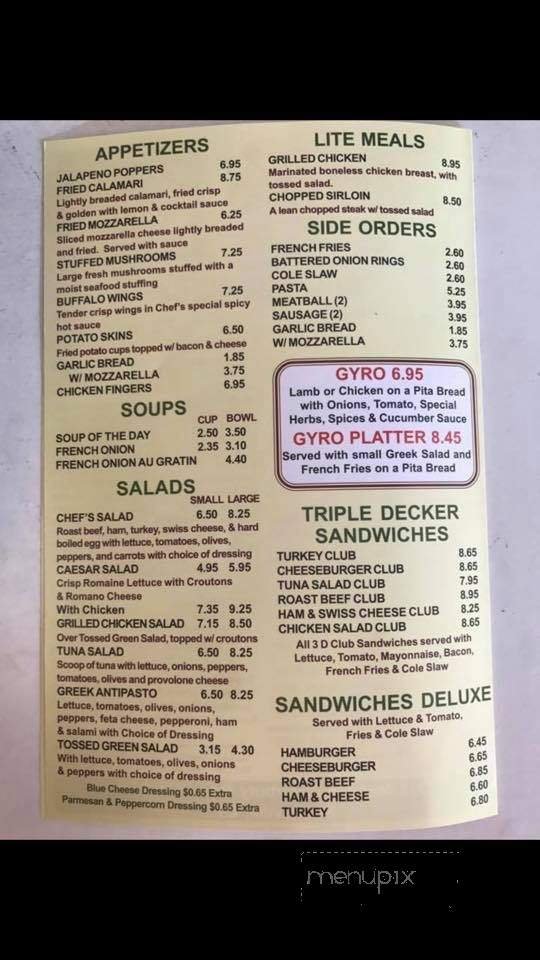 APPETIZERS
JALAPENO POPPERS 6.95
FRIED CALAMARI 8.75
Lightly breaded calamari, fried crisp
& golden with lemon & cocktail sauce
FRIED MOZZARELLA 6.25
Sliced mozzarella cheese lightly breaded
and fried. Served with sauce
STUFFED MUSHROOMS 7.25
Large fresh mushrooms stuffed with a
moist seafood stuffing
BUFFALO WINGS 7.25
Tender crisp wings in Chef's special spicy
hot sauce
POTATO SKINS 6.50
Fried potato cups topped w/ bacon & cheese
GARLIC BREAD 1.85
W/ MOZZARELLA 3.75
CHICKEN FINGERS 6.95
SOUPS
CUP BOWL
SOUP OF THE DAY 2.50 3.50
FRENCH ONION 2.35 3.10
FRENCH ONION AU GRATIN 4.40
SALADS
SMALL LARGE
CHEF'S SALAD 6.50 8.25
Roast beef, ham, turkey, swiss cheese, & hard
boiled egg with lettuce, tomatoes, olives,
peppers, and carrots with choice of dressing
CAESAR SALAD 4.95 5.95
Crisp Romaine Lettuce with Croutons
& Romano Cheese
With Chicken 7.35 9.25
GRILLED CHICKEN SALAD 7.15 8.50
Over Tossed Green Salad, topped w/ croutons
TUNA SALAD 6.50 8.25
Scoop of tuna with lettuce, onions, peppers,
tomatoes, olives and provolone cheese
GREEK ANTIPASTO 6.50 8.25
Lettuce, tomatoes, olives, onions,
peppers, feta cheese, pepperoni, ham
& salami with Choice of Dressing
TOSSED GREEN SALAD 3.15 4.30
With lettuce, tomatoes, olives, onions
& peppers with choice of dressing
Blue Cheese Dressing $0.65 Extra
Parmesan & Peppercorn Dressing $0.65 Extra
LITE MEALS
GRILLED CHICKEN 8.95
Marinated boneless chicken breast, with
tossed salad.
CHOPPED SIRLOIN 8.50
A lean chopped steak w/ tossed salad
SIDE ORDERS
FRENCH FRIES 2.60
BATTERED ONION RINGS 2.60
COLE SLAW 2.60
PASTA 5.25
MEATBALL (2) 3.95
SAUSAGE (2) 3.95
GARLIC BREAD 1.85
W/ MOZZARELLA 3.75
GYRO 6.95
Lamb or Chicken on a Pita Bread
with Onions, Tomato, Special
Herbs, Spices & Cucumber Sauce
GYRO PLATTER 8.45
Served with small Greek Salad and
French Fries on a Pita Bread
TRIPLE DECKER
SANDWICHES
TURKEY CLUB 8.65
CHEESEBURGER CLUB 8.65
TUNA SALAD CLUB 7.95
ROAST BEEF CLUB 8.95
HAM & SWISS CHEESE CLUB 8.25
CHICKEN SALAD CLUB 8.65
All 3 D Club Sandwiches served with
Lettuce, Tomato, Mayonnaise, Bacon,
French Fries & Cole Slaw
SANDWICHES DELUXE
Served with Lettuce & Tomato,
Fries & Cole Slaw
HAMBURGER 6.45
CHEESEBURGER 6.65
ROAST BEEF 6.85
HAM & CHEESE 6.60
TURKEY 6.80
menupix